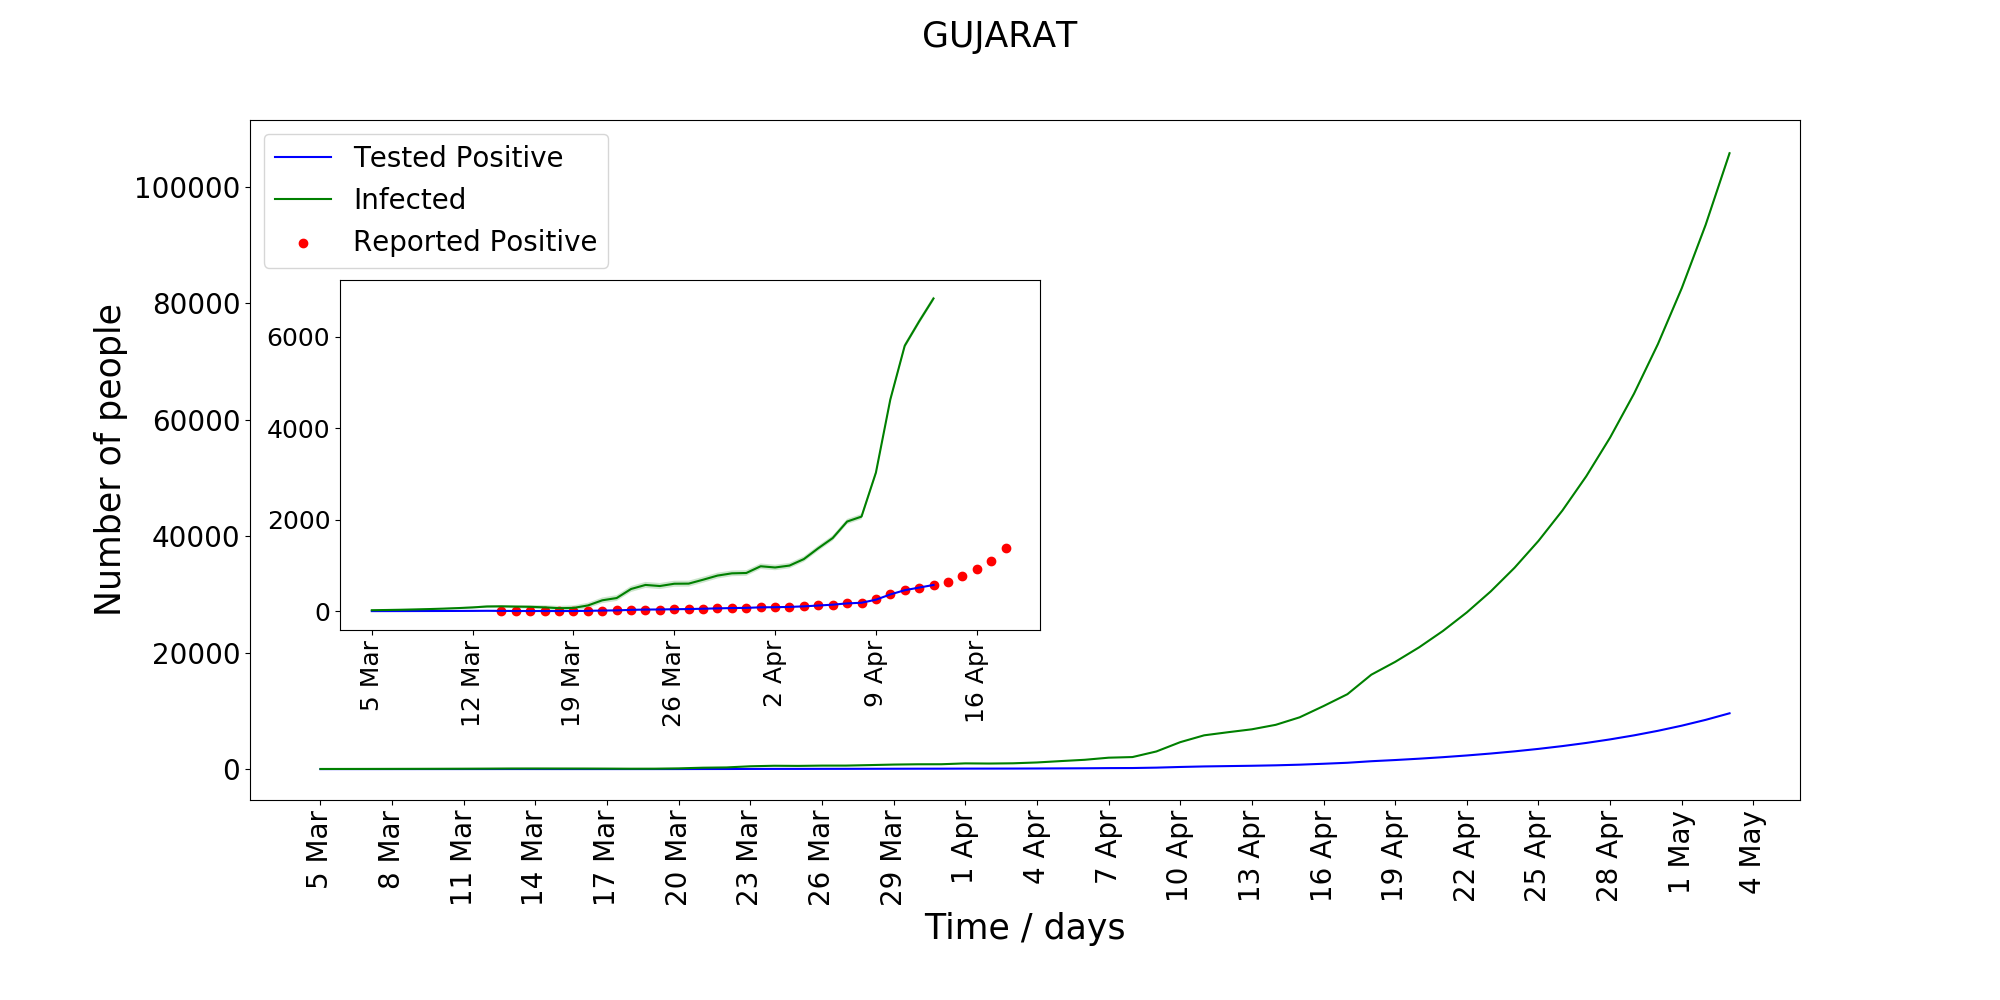 GUJARAT
Tested Positive
Infected
Reported Positive
Number of people
100000
80000
60000
40000
20000
0
6000
4000
2000
0
5 Mar
12 Mar
19 Mar
26 Mar
2 Apr
9 Apr
16 Apr
5 Mar
8 Mar
11 Mar
14 Mar
17 Mar
20 Mar
23 Mar
26 Mar
29 Mar
1 Apr
4 Apr
7 Apr
10 Apr
13 Apr
16 Apr
19 Apr
22 Apr
25 Apr
28 Apr
1 May
4 May
Time / days